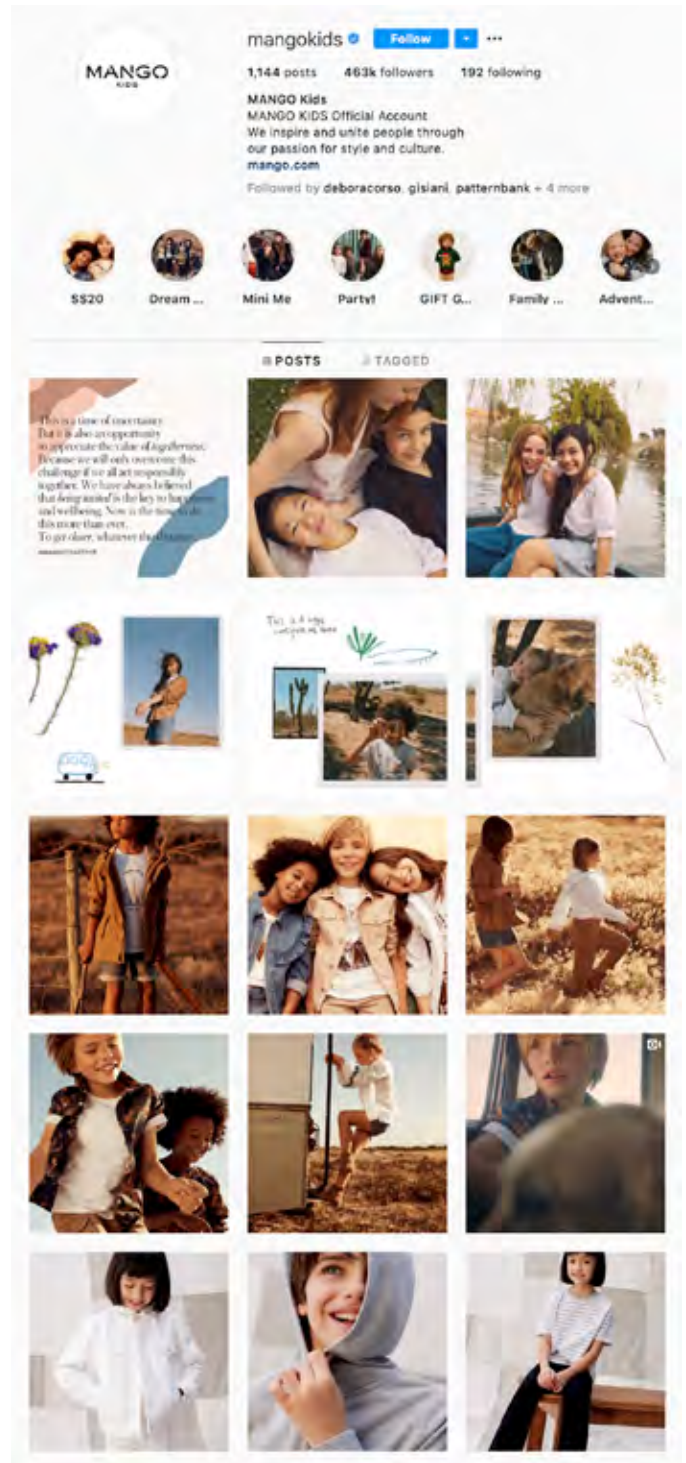 mangokids Follow
MANGO
KIDS
1,144 posts 463k followers 192 following
MANGO Kids
MANGO KIDS Official Account
We inspire and unite people through
our passion for style and culture.
mango.com
Followed by deboracorso, gisiani, patternbank + 4 more
SS20 Dream ... Mini Me Party! GIFT G... Family ... Advent...
POSTS TAGGED
This is a time of uncertainty.
But it is also an opportunity
to appreciate the value of togetherness.
Because we will only overcome this
challenge if we all act responsibly
together. We have always believed
that being united is the key to
and wellbeing. Now is the time to do
this more than ever.
To get closer, whatever the
This is a